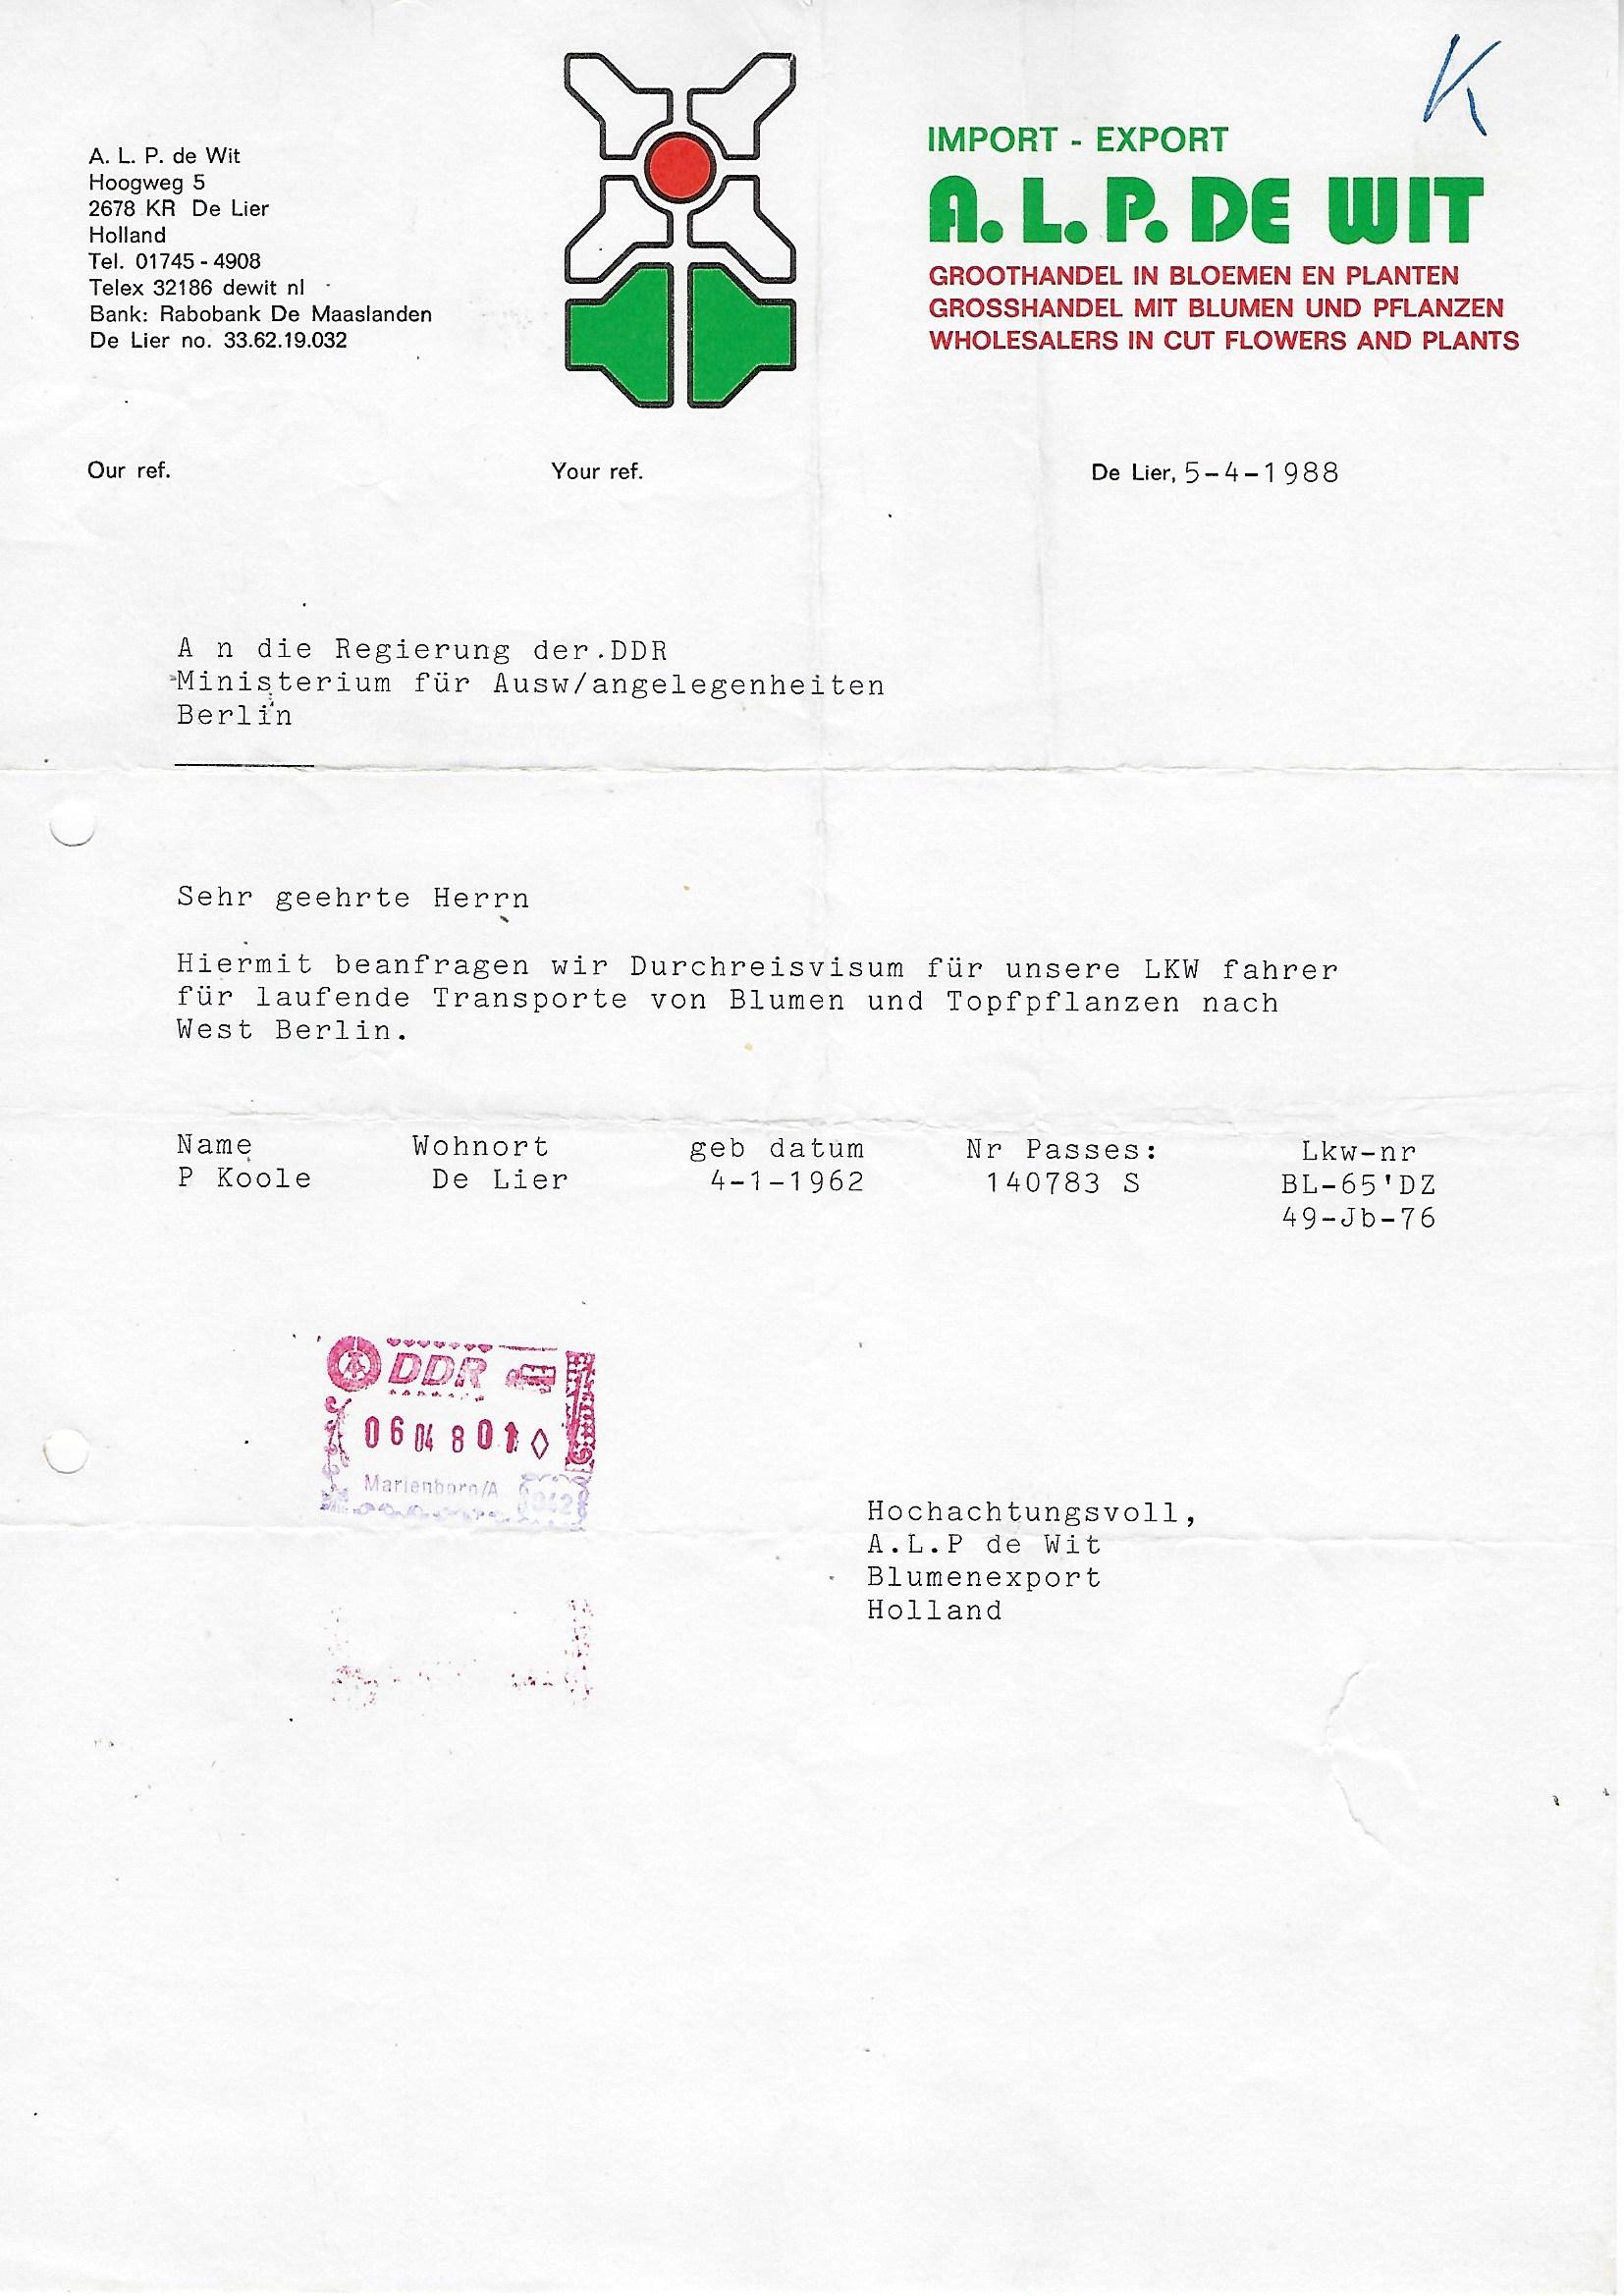 K
A. L. P. de Wit
Hoogweg 5
2678 KR De Lier
Holland
Tel. 01745 - 4908
Telex 32186 dewit nl
Bank: Rabobank De Maaslanden
De Lier no. 33.62.19.032
IMPORT - EXPORT
A. L. P. DE WIT
GROOTHANDEL IN BLOEMEN EN PLANTEN
GROSSHANDEL MIT BLUMEN UND PFLANZEN
WHOLESALERS IN CUT FLOWERS AND PLANTS
Our ref. Your ref. De Lier, 5-4-1988
A n die Regierung der.DDR
Ministerium für Ausw/angelegenheiten
Berlin
Sehr geehrte Herrn
Hiermit beanfragen wir Durchreisvisum für unsere LKW fahrer
für laufende Transporte von Blumen und Topfpflanzen nach
West Berlin.
Name Wohnort geb datum Nr Passes: Lkw-nr
P Koole De Lier 4-1-1962 140783 S BL-65'DZ
49-Jb-76
DDR
06 04 8 0
Marienborn/A
Hochachtungsvoll,
A.L.P de Wit
Blumenexport
Holland